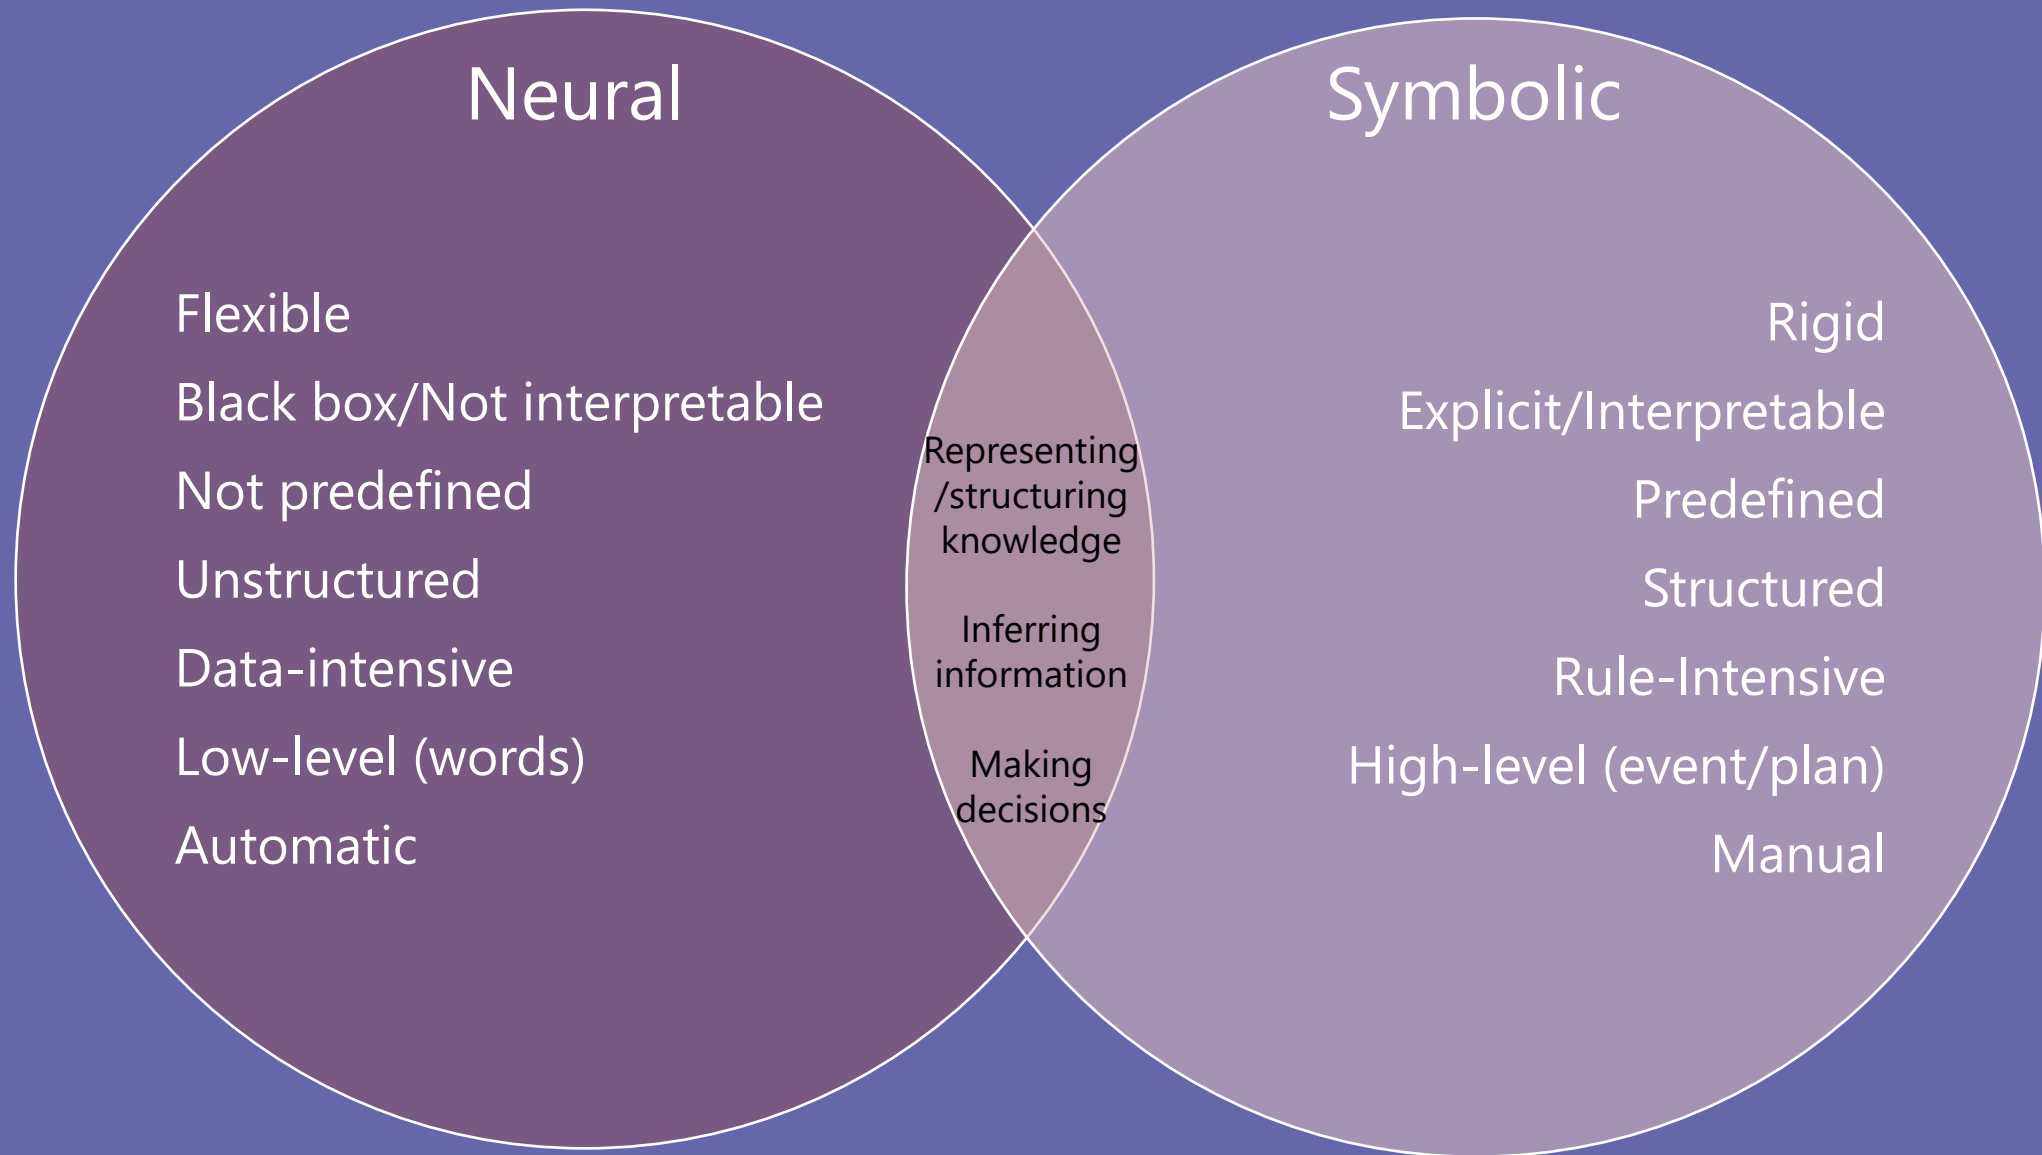 Neural
Flexible
Black box/Not interpretable
Not predefined
Unstructured
Data-intensive
Low-level (words)
Automatic
Representing
/structuring
knowledge
Inferring
information
Making
decisions
Symbolic
Rigid
Explicit/Interpretable
Predefined
Structured
Rule-Intensive
High-level (event/plan)
Manual